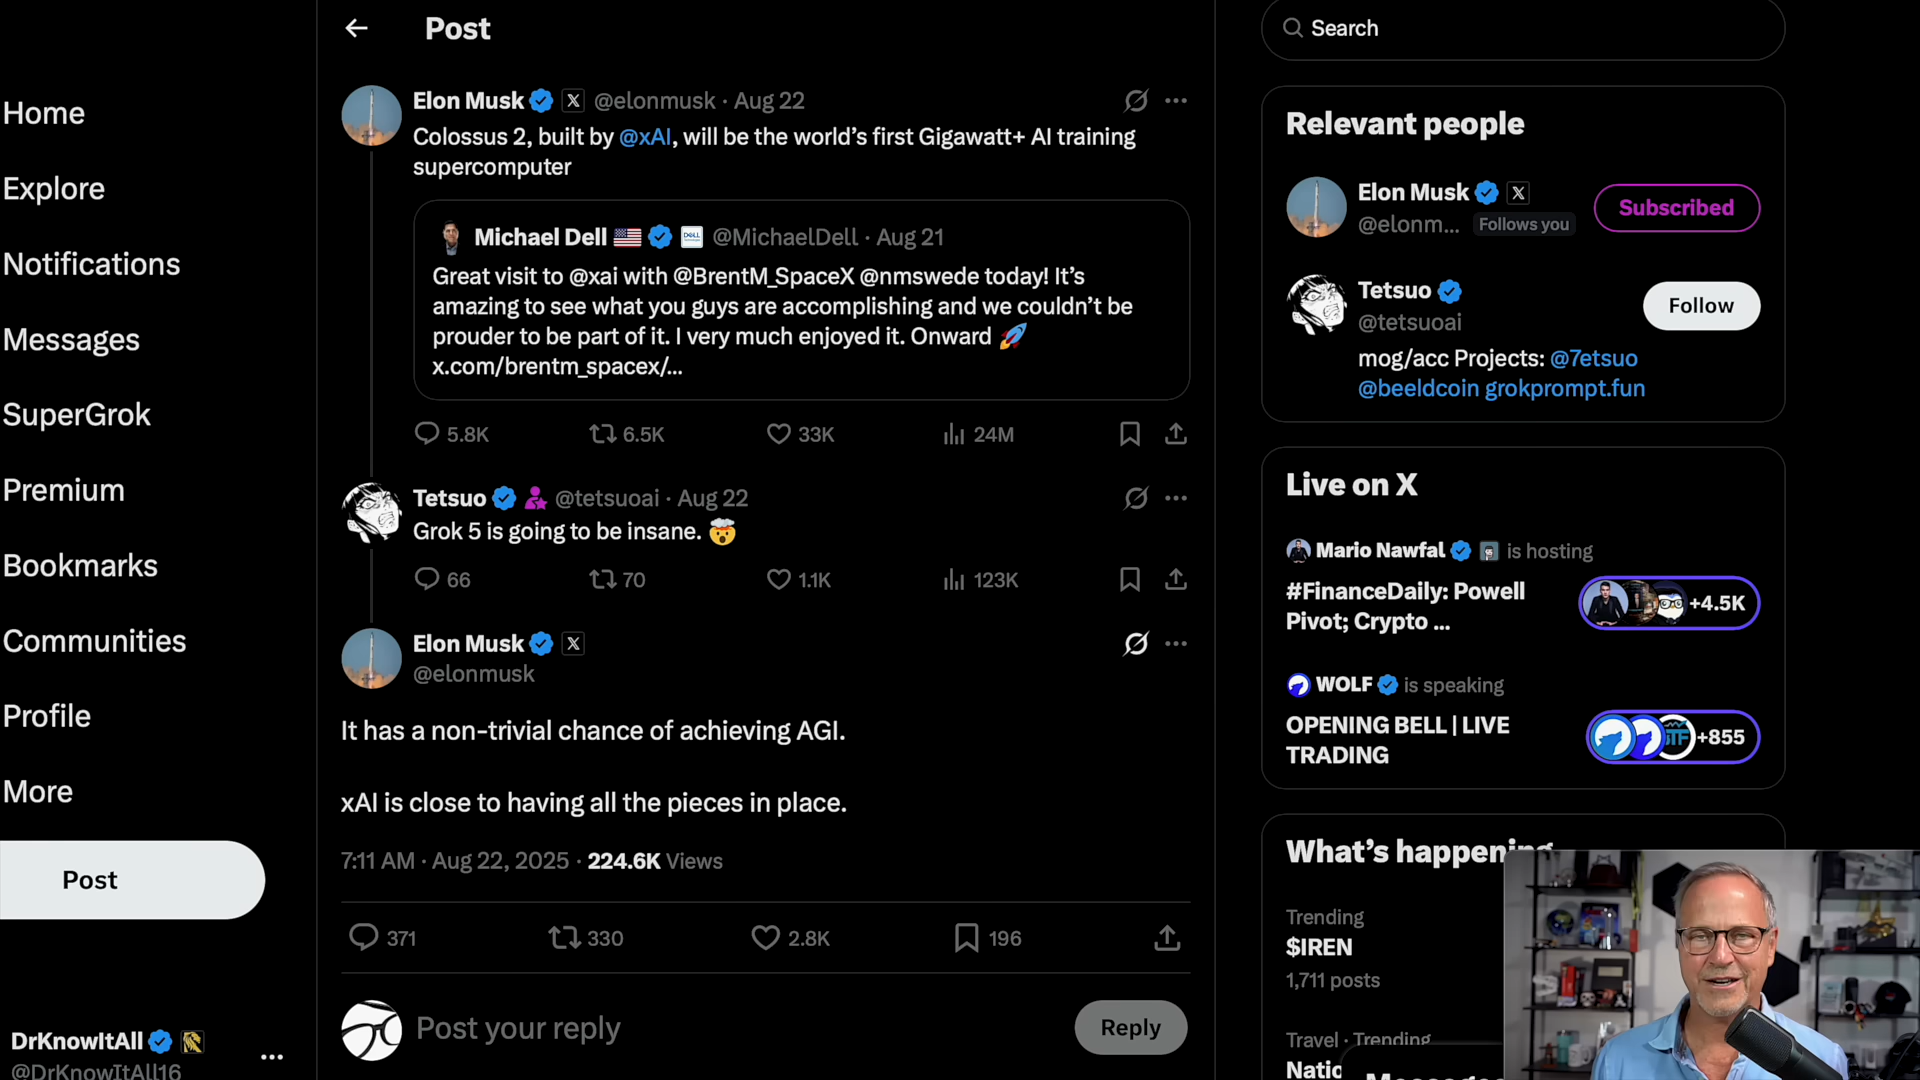 Home
Explore
Notifications
Messages
SuperGrok
Premium
Bookmarks
Communities
Profile
More
Post
DrKnowItAll
@DrKnowItAll16
Post
Elon Musk @elonmusk · Aug 22
Colossus 2, built by @xAI, will be the world’s first Gigawatt+ AI training
supercomputer
Michael Dell @MichaelDell · Aug 21
Great visit to @xai with @BrentM_SpaceX @nmswede today! It’s
amazing to see what you guys are accomplishing and we couldn’t be
prouder to be part of it. I very much enjoyed it. Onward 🚀
x.com/brentm_spacex/...
5.8K 6.5K 33K 24M
Tetsuo @tetsuoai · Aug 22
Grok 5 is going to be insane. 🤯
66 70 1.1K 123K
Elon Musk
@elonmusk
It has a non-trivial chance of achieving AGI.
xAI is close to having all the pieces in place.
7:11 AM · Aug 22, 2025 · 224.6K Views
371 330 2.8K 196
Post your reply
Reply
Search
Relevant people
Elon Musk
@elonm... Follows you
Subscribed
Tetsuo
@tetsuoai
Follow
mog/acc Projects: @7etsuo
@beeldcoin grokprompt.fun
Live on X
Mario Nawfal is hosting
#FinanceDaily: Powell
Pivot; Crypto ...
+4.5K
WOLF is speaking
OPENING BELL | LIVE
TRADING
+855
What’s happening
Trending
$IREN
1,711 posts
Travel · Trending